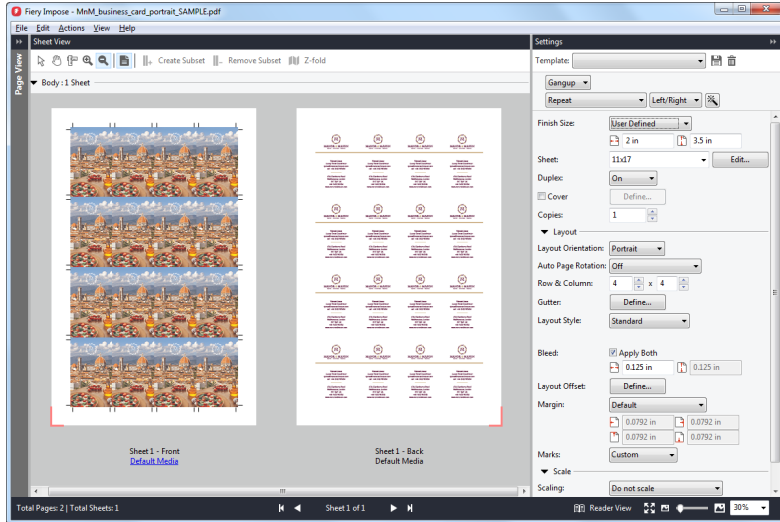 Fiery Impose - MnM_business_card_portrait_SAMPLE.pdf
File Edit Actions View Help
Sheet View
Settings
Page View
Create Subset Remove Subset Z-fold
Template:
Body : 1 Sheet
Gangup
Repeat Left/Right
Finish Size: User Defined
2 in 3.5 in
Sheet: 11x17 Edit...
Duplex: On
Cover Define...
Copies: 1
Layout
Layout Orientation: Portrait
Auto Page Rotation: Off
Row & Column: 4 x 4
Gutter: Define...
Layout Style: Standard
Bleed: Apply Both
0.125 in 0.125 in
Layout Offset: Define...
Margin: Default
0.0792 in 0.0792 in
0.0792 in 0.0792 in
Marks: Custom
Scale
Scaling: Do not scale
Sheet 1 - Front
Default Media
Sheet 1 - Back
Default Media
Total Pages: 2 | Total Sheets: 1 Sheet 1 of 1 Reader View 30%